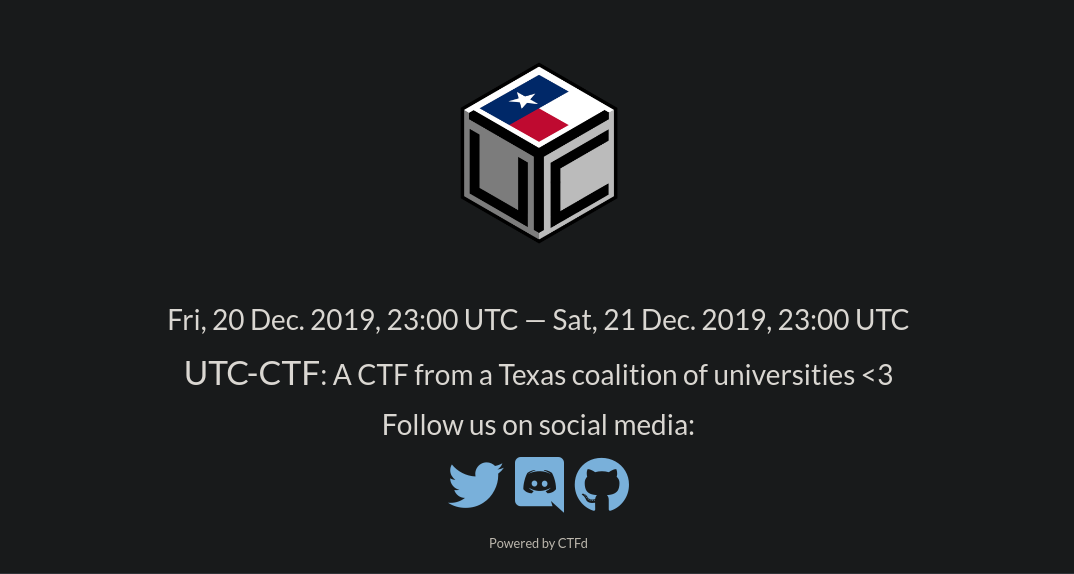 UC
Fri, 20 Dec. 2019, 23:00 UTC — Sat, 21 Dec. 2019, 23:00 UTC
UTC-CTF: A CTF from a Texas coalition of universities <3
Follow us on social media:
Powered by CTFd